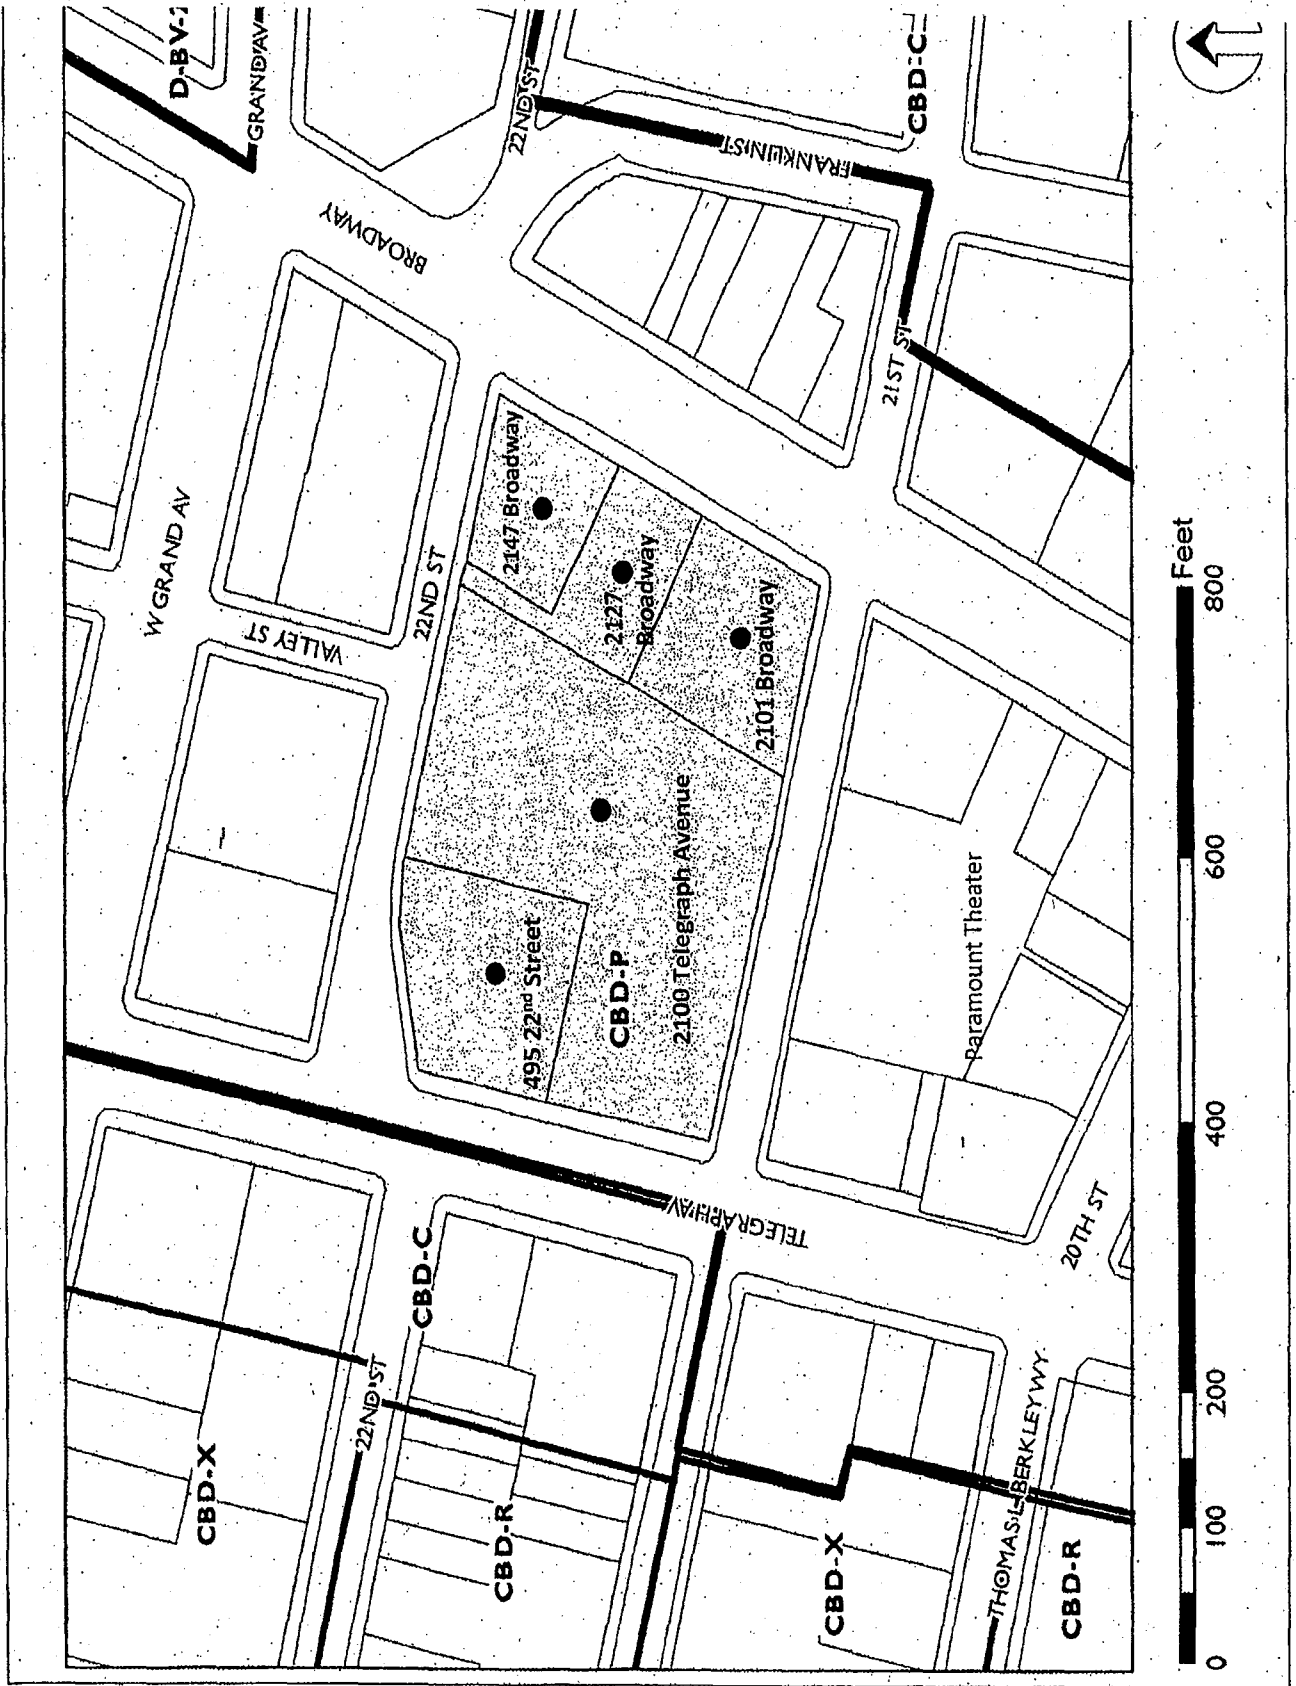 D-BV-
GRAND AV
22ND ST
CBD-C
FRANKLIN ST
BROADWAY
W GRAND AV
VALLEY ST
22ND ST
21ST ST
2147 Broadway
2127
Broadway
2101 Broadway
2100 Telegraph Avenue
495 22nd Street
CBD-P
Paramount Theater
TELEGRAPH AV
20TH ST
CBD-C
22ND ST
CBD-X
CBD-R
CBD-X
THOMAS L BERKLEY WY
CBD-R
0 100 200 400 600 800
Feet